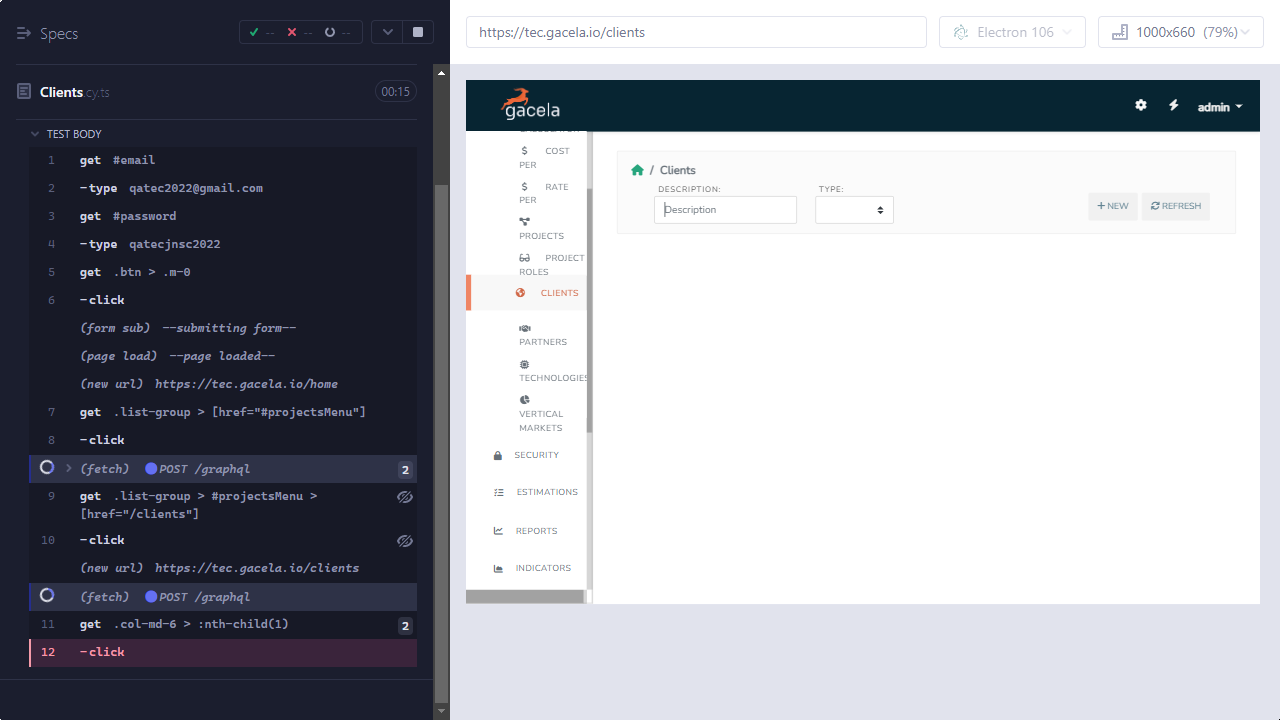 Specs
-- -- --
Clients.cy.ts
00:15
TEST BODY
1 get #email
2 -type qatec2022@gmail.com
3 get #password
4 -type qatecjnsc2022
5 get .btn > .m-0
6 -click
(form sub) --submitting form--
(page load) --page loaded--
(new url) https://tec.gacela.io/home
7 get .list-group > [href="#projectsMenu"]
8 -click
(fetch) POST /graphql 2
9 get .list-group > #projectsMenu >
[href="/clients"]
10 -click
(new url) https://tec.gacela.io/clients
(fetch) POST /graphql
11 get .col-md-6 > :nth-child(1) 2
12 -click
https://tec.gacela.io/clients
Electron 106
1000x660 (79%)
gacela
admin
COST
PER
RATE
PER
PROJECTS
PROJECT
ROLES
CLIENTS
PARTNERS
TECHNOLOGIES
VERTICAL
MARKETS
SECURITY
ESTIMATIONS
REPORTS
INDICATORS
/ Clients
DESCRIPTION: TYPE:
Description
+ NEW
REFRESH